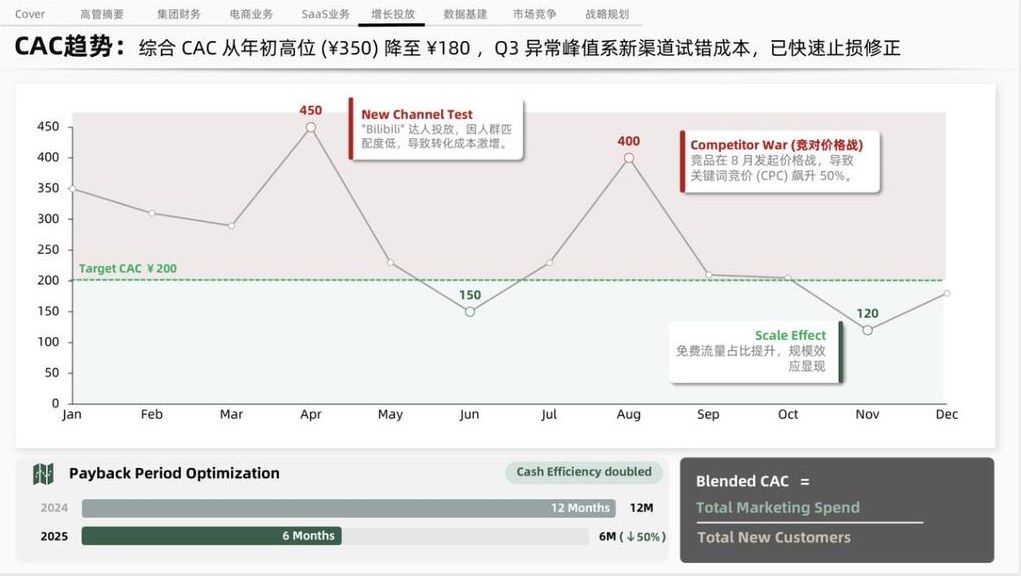 Cover 高管摘要 集团财务 电商业务 SaaS业务 增长投放 数据基建 市场竞争 战略规划
CAC趋势：综合 CAC 从年初高位 (¥350) 降至 ¥180 ，Q3 异常峰值系新渠道试错成本，已快速止损修正
450
400
350
300
250
200
150
100
50
0
Jan Feb Mar Apr May Jun Jul Aug Sep Oct Nov Dec
Target CAC ¥200
450
New Channel Test
"Bilibili" 达人投放，因人群匹
配度低，导致转化成本激增。
400
Competitor War (竞对价格战)
竞品在 8 月发起价格战，导致
关键词竞价 (CPC) 飙升 50%。
150
120
Scale Effect
免费流量占比提升，规模效
应显现
Payback Period Optimization
Cash Efficiency doubled
2024 12 Months 12M
2025 6 Months 6M (↓50%)
Blended CAC =
Total Marketing Spend
Total New Customers